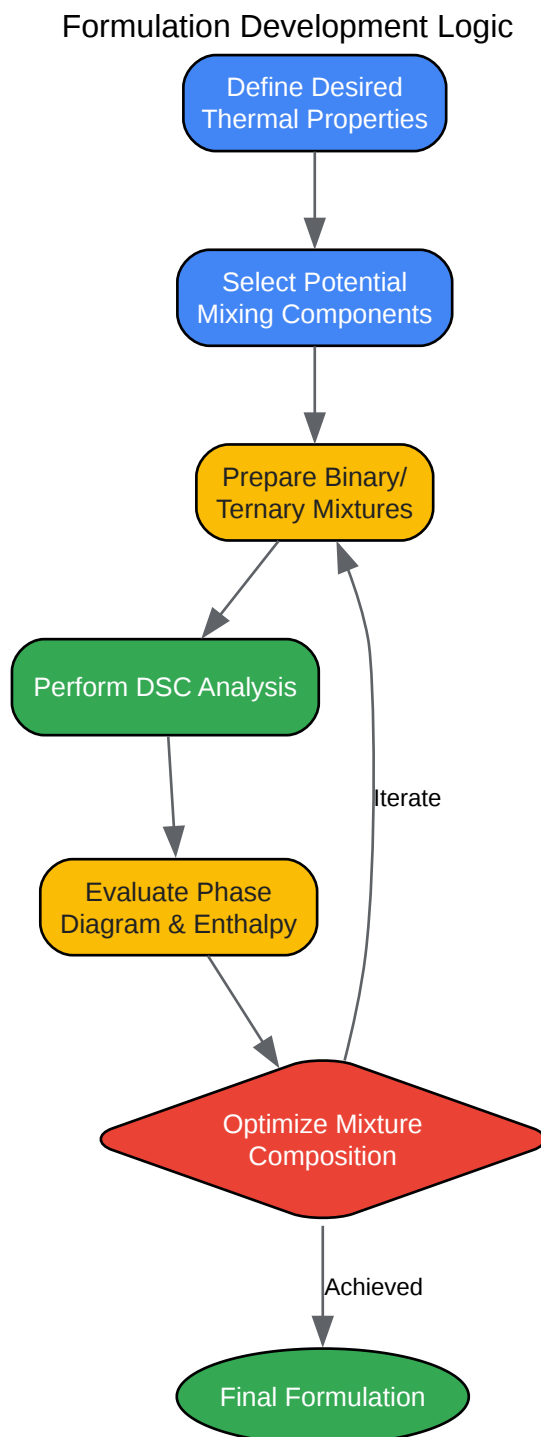 Formulation Development Logic
Define Desired
Thermal Properties
Select Potential
Mixing Components
Prepare Binary/
Ternary Mixtures
Perform DSC Analysis
Iterate
Evaluate Phase
Diagram & Enthalpy
Optimize Mixture
Composition
Achieved
Final Formulation